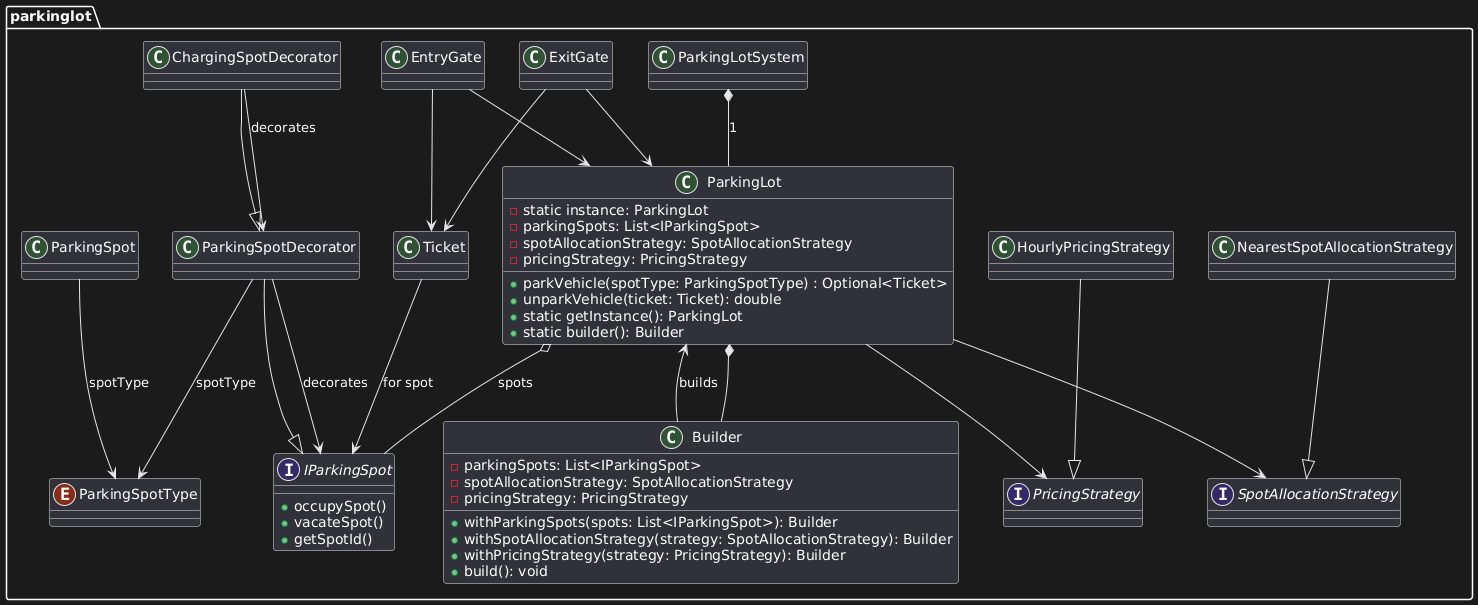 parkinglot
C ChargingSpotDecorator
C EntryGate
C ExitGate
C ParkingLotSystem
decorates
1
C ParkingSpot
C ParkingSpotDecorator
C Ticket
C ParkingLot
static instance: ParkingLot
parkingSpots: List<IParkingSpot>
spotAllocationStrategy: SpotAllocationStrategy
pricingStrategy: PricingStrategy
parkVehicle(spotType: ParkingSpotType) : Optional<Ticket>
unparkVehicle(ticket: Ticket): double
static getInstance(): ParkingLot
static builder(): Builder
C HourlyPricingStrategy
C NearestSpotAllocationStrategy
spotType
spotType
decorates
for spot
spots
builds
E ParkingSpotType
I IParkingSpot
occupySpot()
vacateSpot()
getSpotId()
C Builder
parkingSpots: List<IParkingSpot>
spotAllocationStrategy: SpotAllocationStrategy
pricingStrategy: PricingStrategy
withParkingSpots(spots: List<IParkingSpot>): Builder
withSpotAllocationStrategy(strategy: SpotAllocationStrategy): Builder
withPricingStrategy(strategy: PricingStrategy): Builder
build(): void
I PricingStrategy
I SpotAllocationStrategy